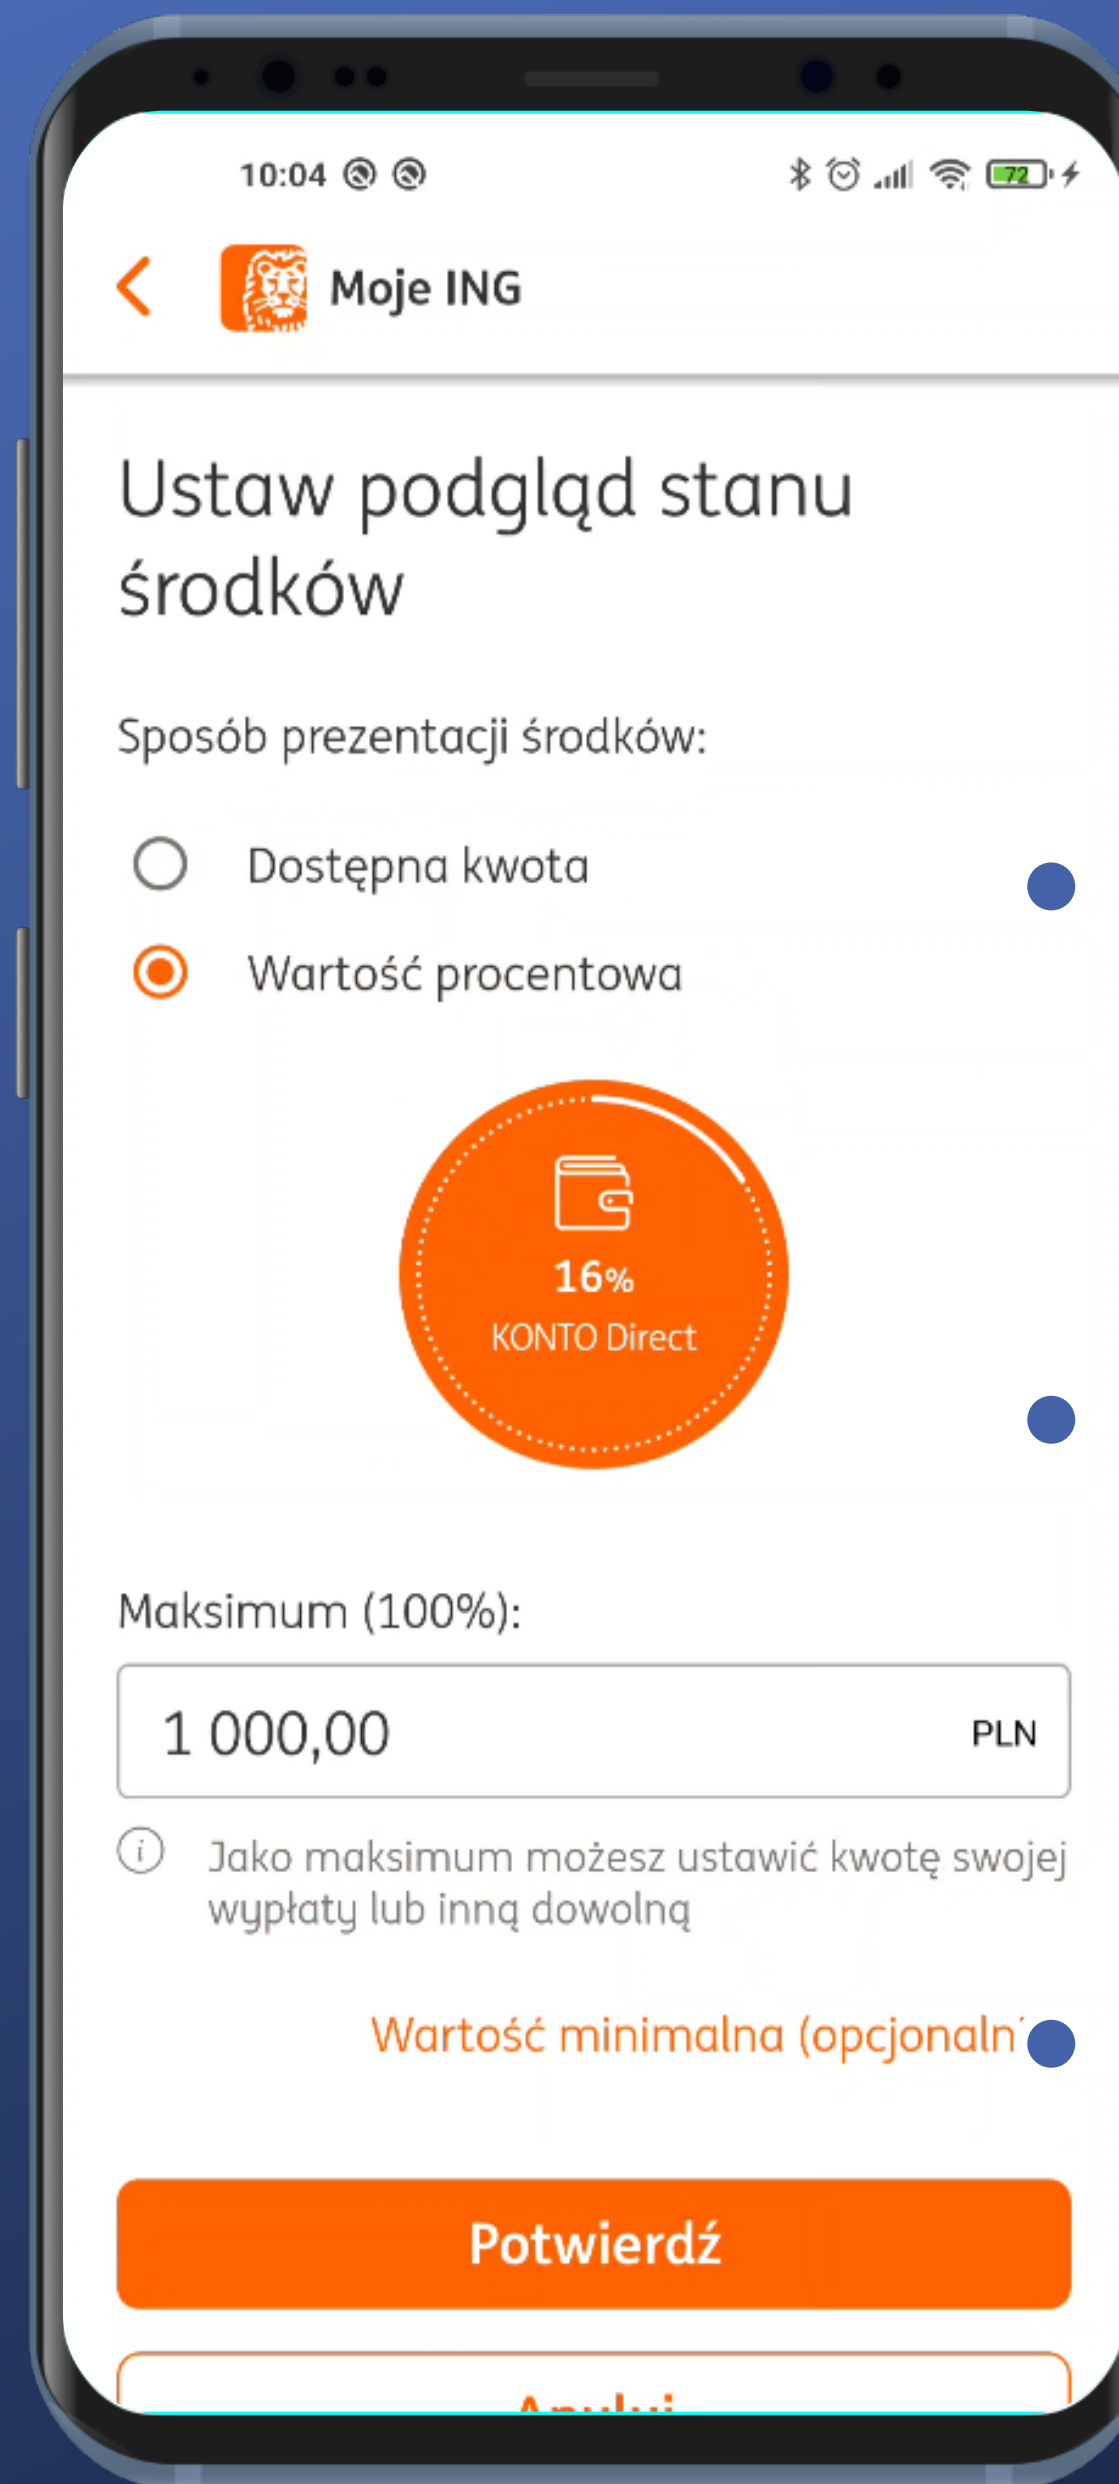 10:04
72
Moje ING
Ustaw podgląd stanu
środków
Sposób prezentacji środków:
Dostępna kwota
Wartość procentowa
16%
KONTO Direct
Maksimum (100%):
1 000,00 PLN
Jako maksimum możesz ustawić kwotę swojej
wypłaty lub inną dowolną
Wartość minimalna (opcjonaln
Potwierdź